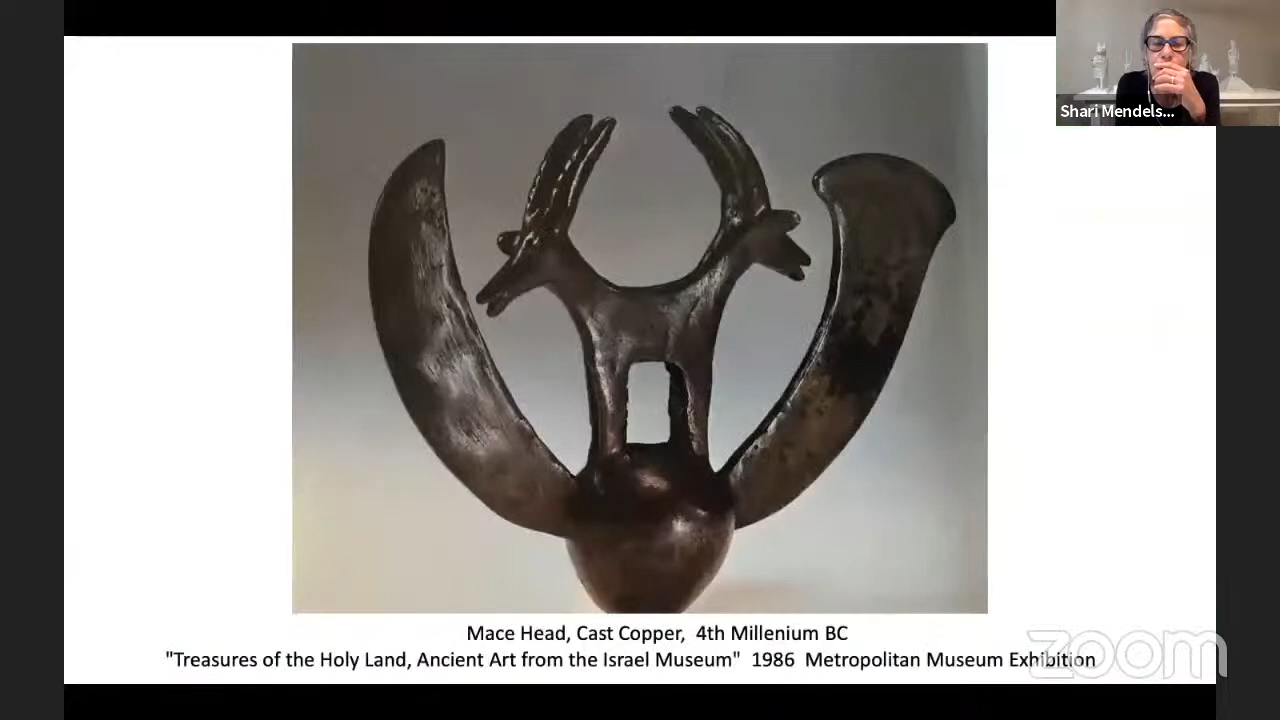 Shari Mendels...
Mace Head, Cast Copper, 4th Millenium BC
"Treasures of the Holy Land, Ancient Art from the Israel Museum" 1986 Metropolitan Museum Exhibition
zoom